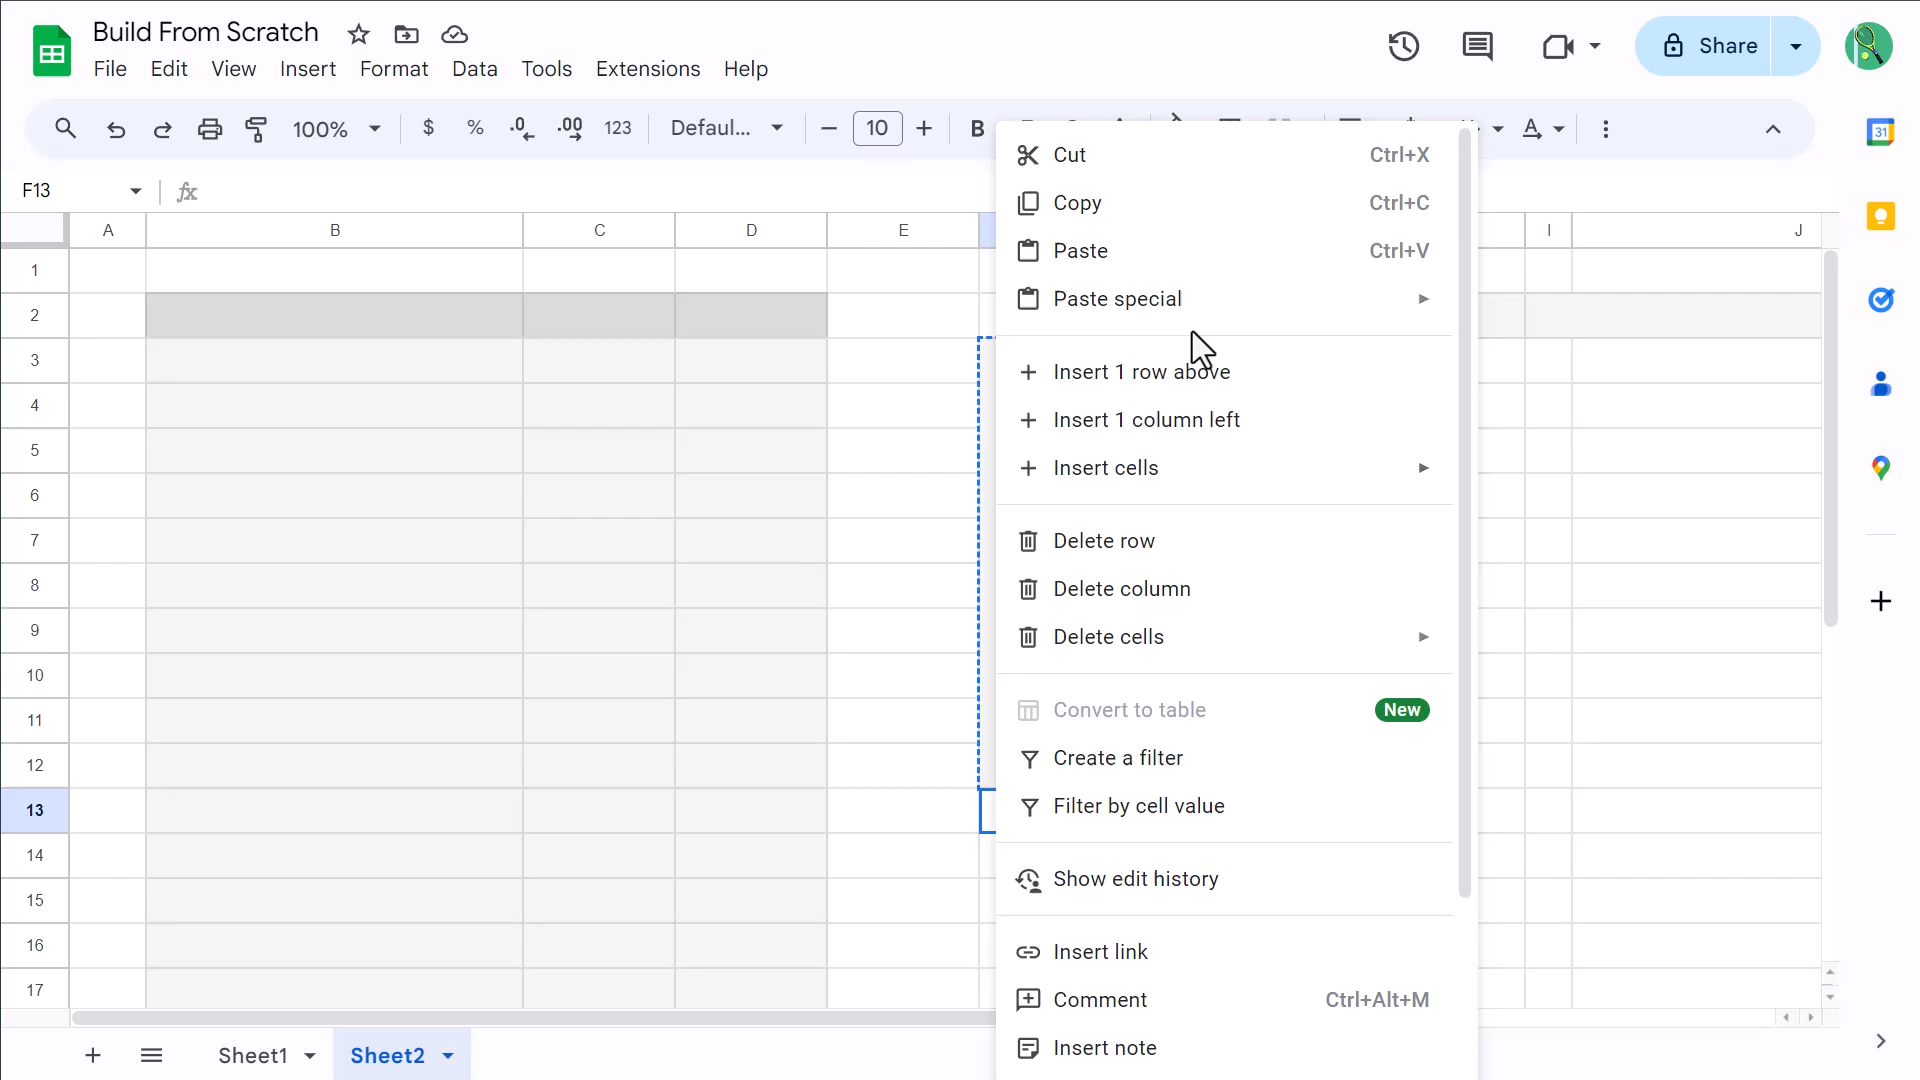 Build From Scratch
File Edit View Insert Format Data Tools Extensions Help
Share
100% $ % .0 .00 123 Defaul... 10 B
31
F13 fx
A B C D E I J
1
2
3
4
5
6
7
8
9
10
11
12
13
14
15
16
17
Cut Ctrl+X
Copy Ctrl+C
Paste Ctrl+V
Paste special
Insert 1 row above
Insert 1 column left
Insert cells
Delete row
Delete column
Delete cells
Convert to table New
Create a filter
Filter by cell value
Show edit history
Insert link
Comment Ctrl+Alt+M
Insert note
Sheet1 Sheet2